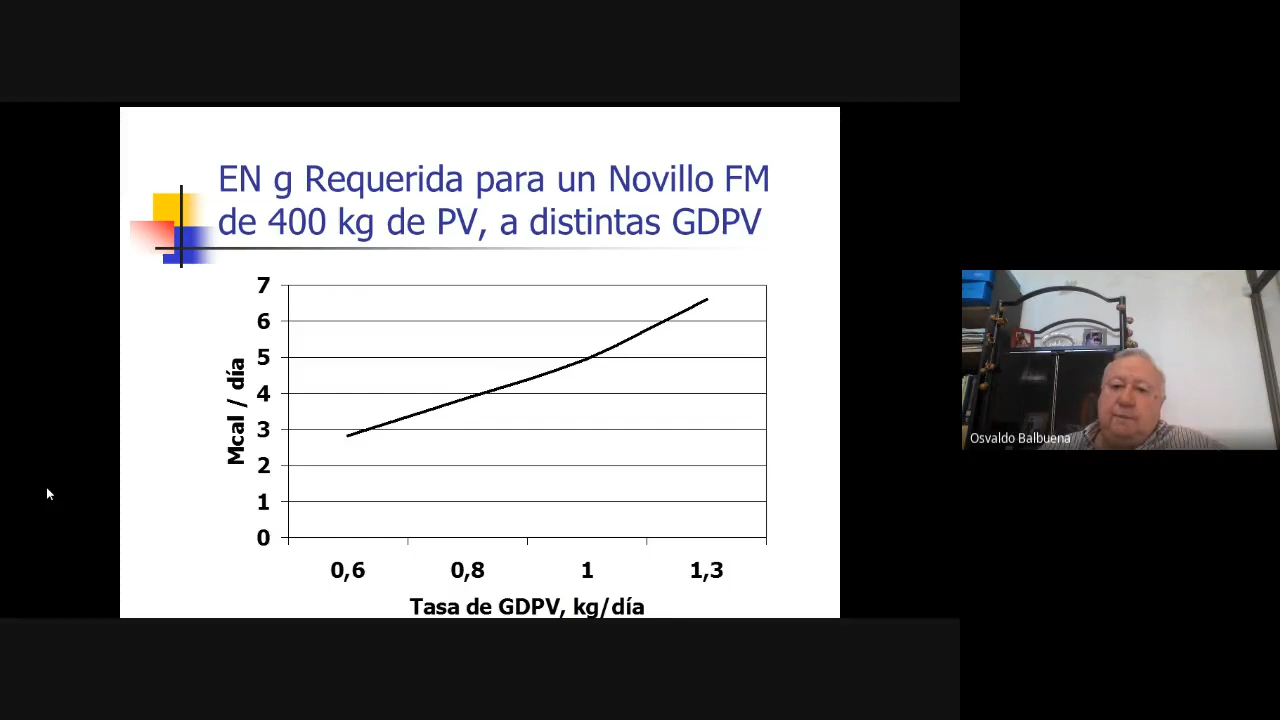 EN g Requerida para un Novillo FM
de 400 kg de PV, a distintas GDPV
7
6
5
4
3
2
1
0
Mcal / día
0,6 0,8 1 1,3
Tasa de GDPV, kg/día
Osvaldo Balbuena